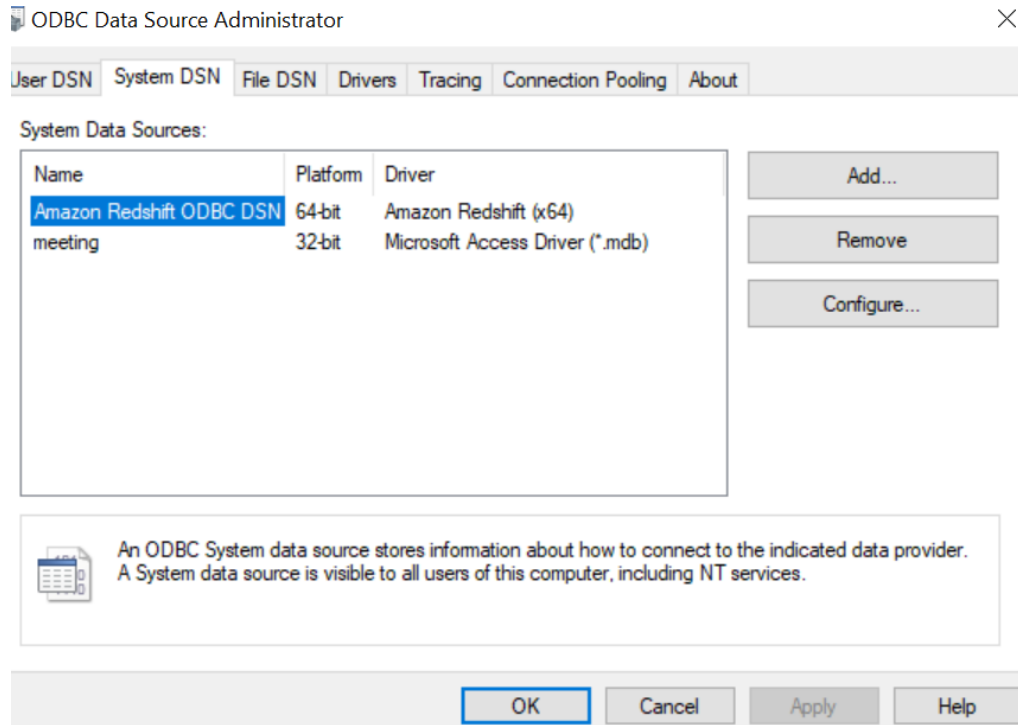 ODBC Data Source Administrator
User DSN System DSN File DSN Drivers Tracing Connection Pooling About
System Data Sources:
Name Platform Driver
Amazon Redshift ODBC DSN 64-bit Amazon Redshift (x64)
meeting 32-bit Microsoft Access Driver (*.mdb)
Add...
Remove
Configure...
An ODBC System data source stores information about how to connect to the indicated data provider.
A System data source is visible to all users of this computer, including NT services.
OK Cancel Apply Help